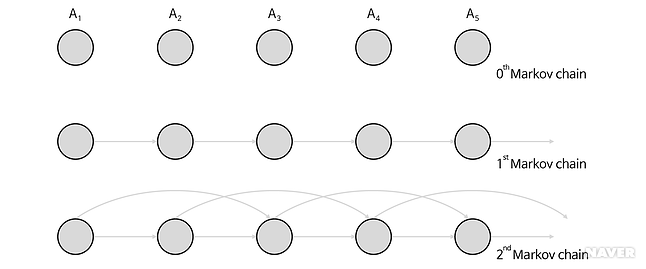 A₁ A₂ A₃ A₄ A₅
0ᵗʰ Markov chain
1ˢᵗ Markov chain
2ⁿᵈ Markov chain
NAVER